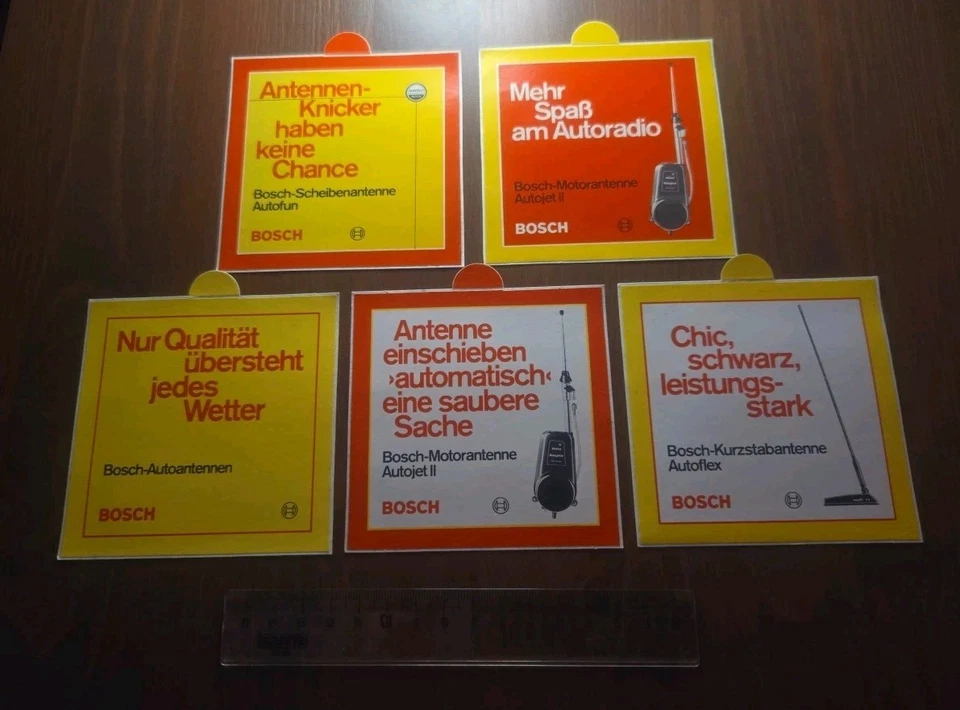 Antennen-
Knicker
haben
keine
Chance
Bosch-Scheibenantenne
Autofun
BOSCH
Mehr
Spaß
am Autoradio
Bosch-Motorantenne
Autojet II
BOSCH
Nur Qualität
übersteht
jedes
Wetter
Bosch-Autoantennen
BOSCH
Antenne
einschieben
›automatisch‹
eine saubere
Sache
Bosch-Motorantenne
Autojet II
BOSCH
Chic,
schwarz,
leistungs-
stark
Bosch-Kurzstabantenne
Autoflex
BOSCH